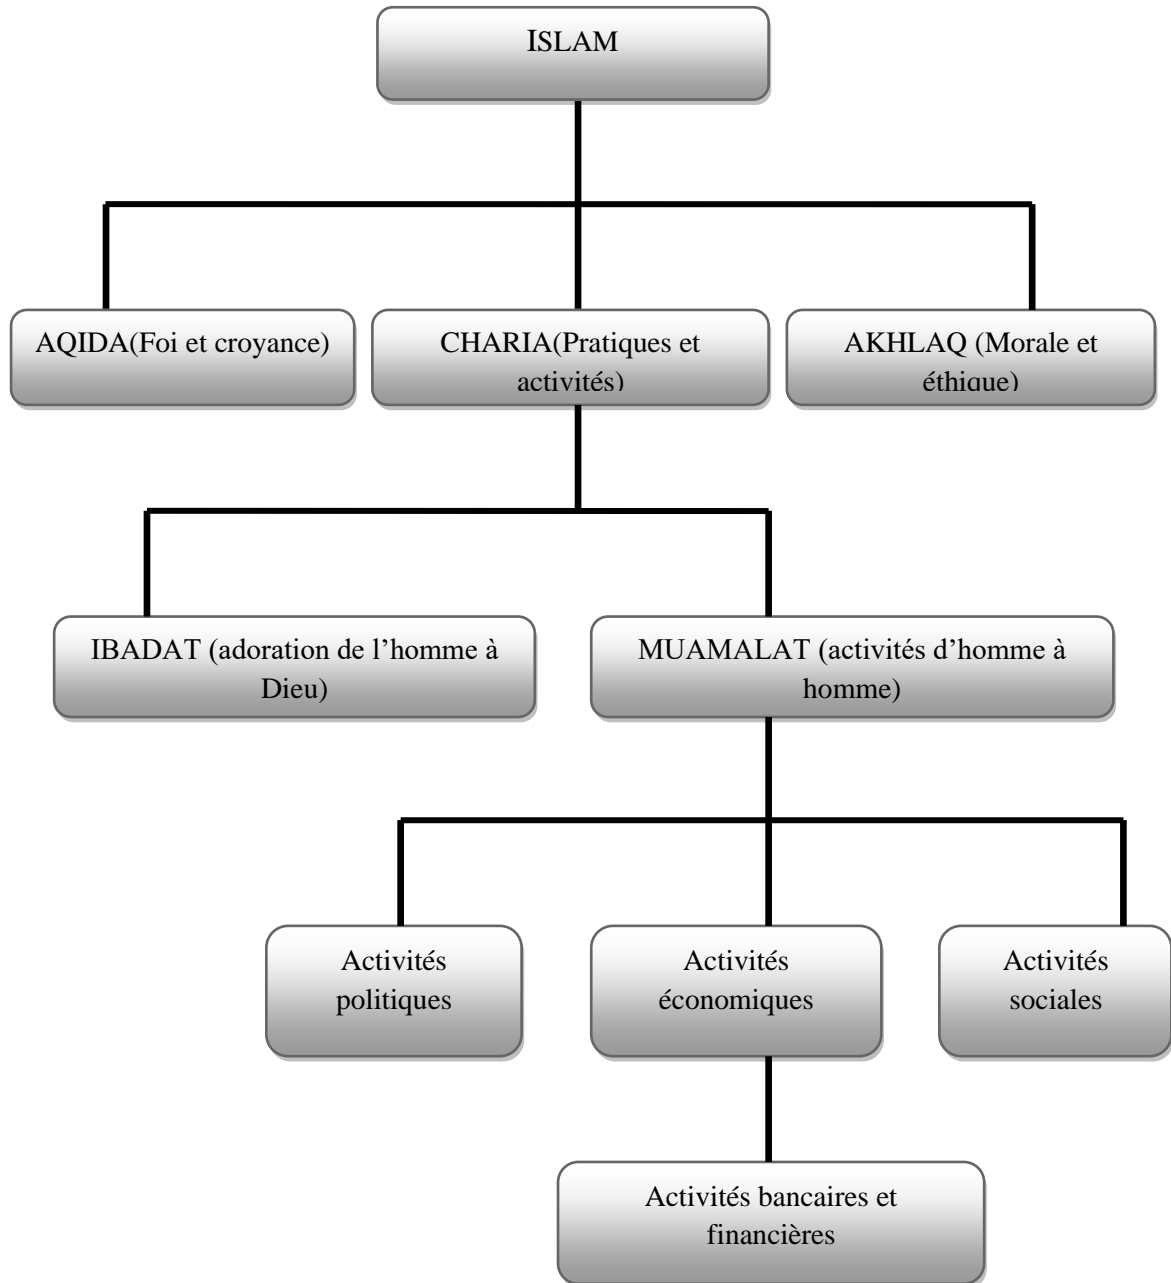 ISLAM
AQIDA(Foi et croyance)
CHARIA(Pratiques et
activités)
AKHLAQ (Morale et
éthique)
IBADAT (adoration de l’homme à
Dieu)
MUAMALAT (activités d’homme à
homme)
Activités
politiques
Activités
économiques
Activités
sociales
Activités bancaires et
financières